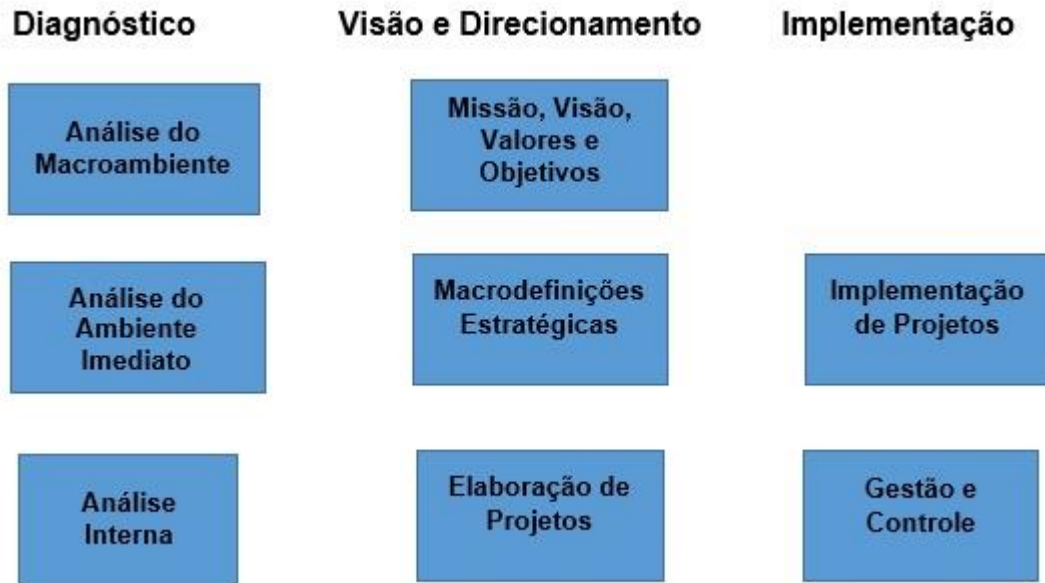 Diagnóstico
Visão e Direcionamento
Implementação
Análise do
Macroambiente
Missão, Visão,
Valores e
Objetivos
Análise do
Ambiente
Imediato
Macrodefinições
Estratégicas
Implementação
de Projetos
Análise
Interna
Elaboração de
Projetos
Gestão e
Controle